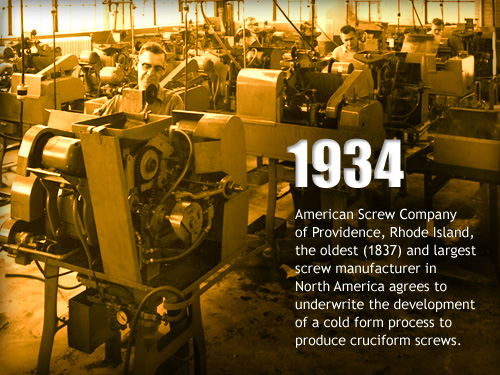 1934
American Screw Company
of Providence, Rhode Island,
the oldest (1837) and largest
screw manufacturer in
North America agrees to
underwrite the development
of a cold form process to
produce cruciform screws.